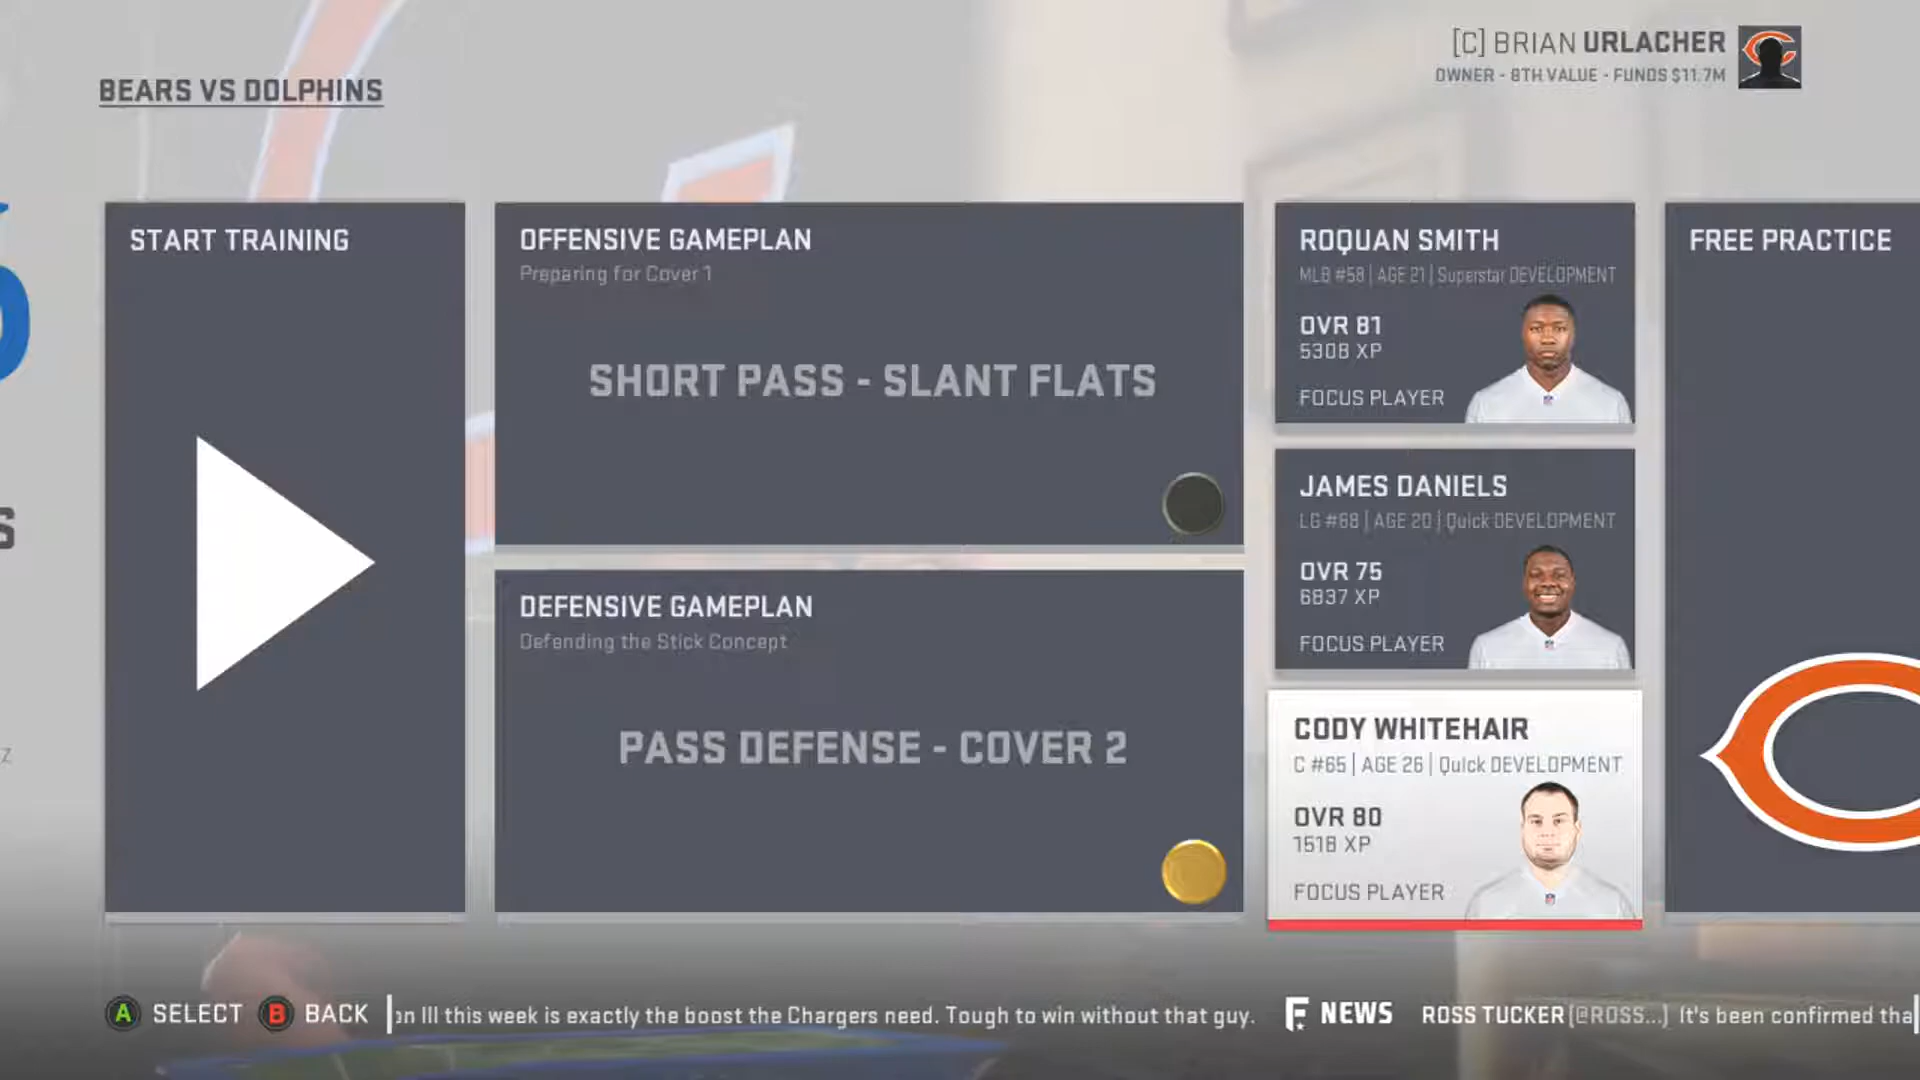 [C] BRIAN URLACHER
OWNER - 8TH VALUE - FUNDS $11.7M
BEARS VS DOLPHINS
START TRAINING
OFFENSIVE GAMEPLAN
Preparing for Cover 1
SHORT PASS - SLANT FLATS
DEFENSIVE GAMEPLAN
Defending the Stick Concept
PASS DEFENSE - COVER 2
ROQUAN SMITH
MLB #58 | AGE 21 | Superstar DEVELOPMENT
OVR 81
5308 XP
FOCUS PLAYER
JAMES DANIELS
LG #68 | AGE 20 | Quick DEVELOPMENT
OVR 75
6837 XP
FOCUS PLAYER
CODY WHITEHAIR
C #65 | AGE 26 | Quick DEVELOPMENT
OVR 80
1518 XP
FOCUS PLAYER
FREE PRACTICE
A SELECT B BACK
an III this week is exactly the boost the Chargers need. Tough to win without that guy.
NEWS
ROSS TUCKER [@ROSS...] It's been confirmed tha